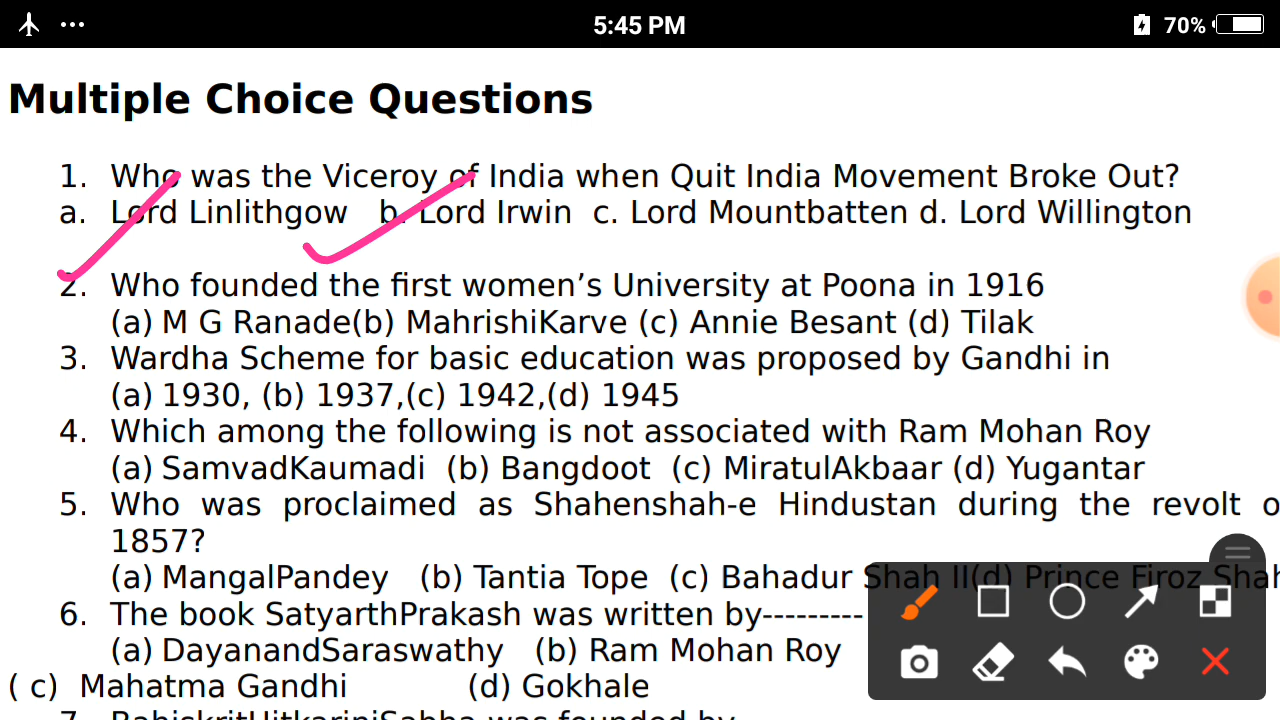 5:45 PM
70%
Multiple Choice Questions
1. Who was the Viceroy of India when Quit India Movement Broke Out?
a. Lord Linlithgow b. Lord Irwin c. Lord Mountbatten d. Lord Willington
2. Who founded the first women’s University at Poona in 1916
(a) M G Ranade(b) MahrishiKarve (c) Annie Besant (d) Tilak
3. Wardha Scheme for basic education was proposed by Gandhi in
(a) 1930, (b) 1937,(c) 1942,(d) 1945
4. Which among the following is not associated with Ram Mohan Roy
(a) SamvadKaumadi (b) Bangdoot (c) MiratulAkbaar (d) Yugantar
5. Who was proclaimed as Shahenshah-e Hindustan during the revolt o
1857?
(a) MangalPandey (b) Tantia Tope (c) Bahadur Shah II(d) Prince Firoz Shah
6. The book SatyarthPrakash was written by---------
(a) DayanandSaraswathy (b) Ram Mohan Roy
( c) Mahatma Gandhi (d) Gokhale
7. BahiskritHitkariniSabha was founded by